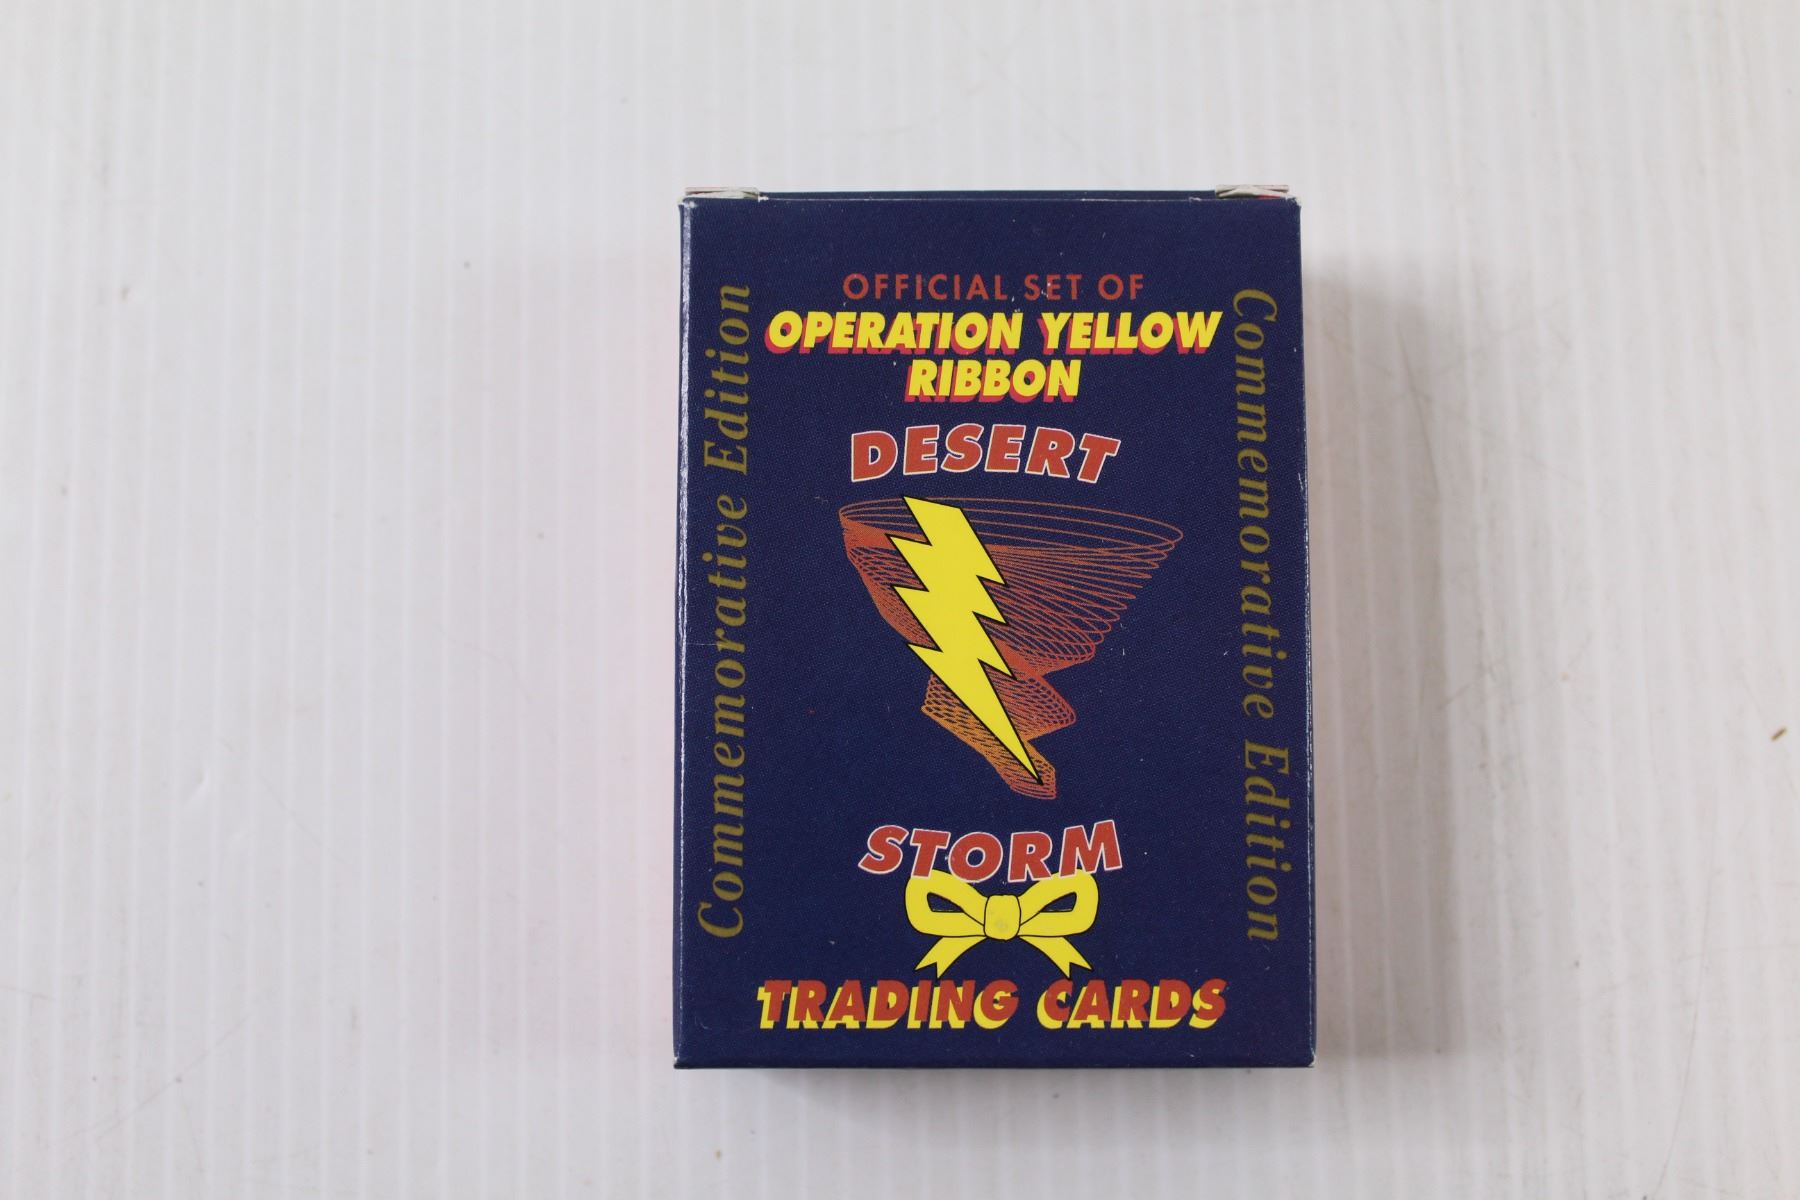 OFFICIAL SET OF
OPERATION YELLOW
RIBBON
DESERT
STORM
TRADING CARDS
Commemorative Edition
Commemorative Edition